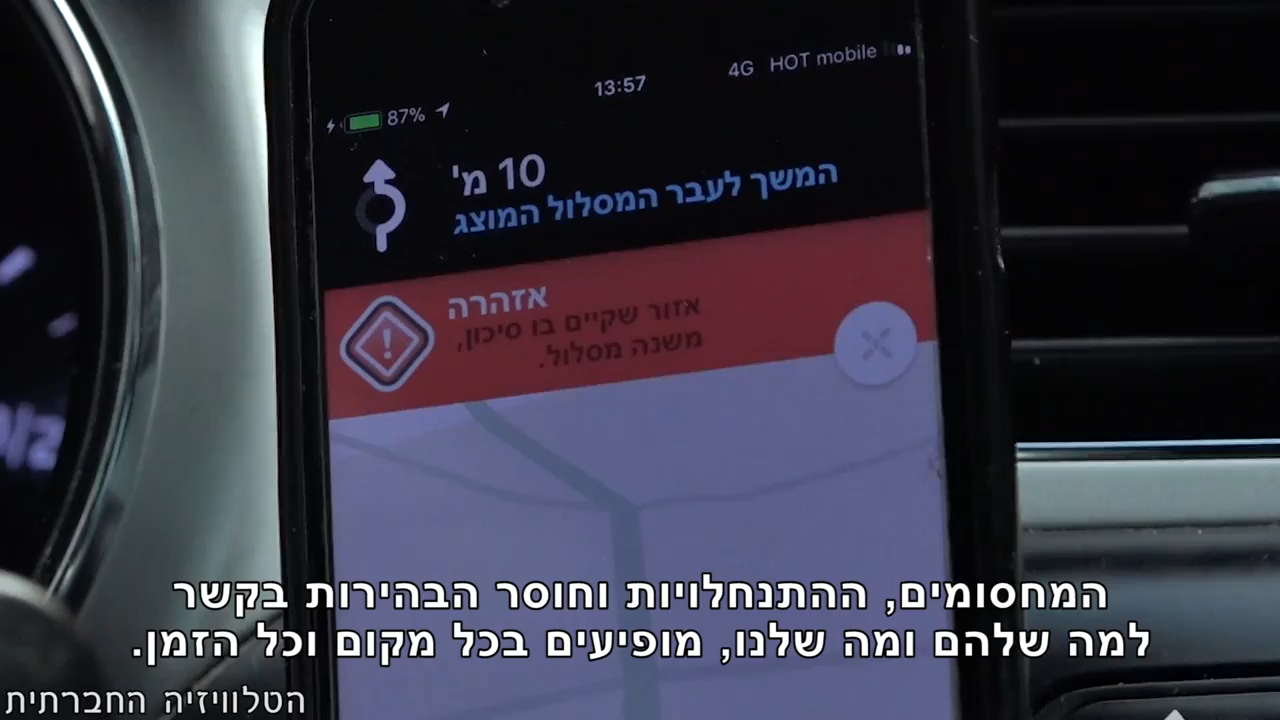 13:57
4G HOT mobile
87%
10 מ'
המשך לעבר המסלול המוצג
אזהרה
אזור שקיים בו סיכון,
משנה מסלול.
המחסומים, ההתנחלויות וחוסר הבהירות בקשר
למה שלהם ומה שלנו, מופיעים בכל מקום וכל הזמן.
הטלוויזיה החברתית